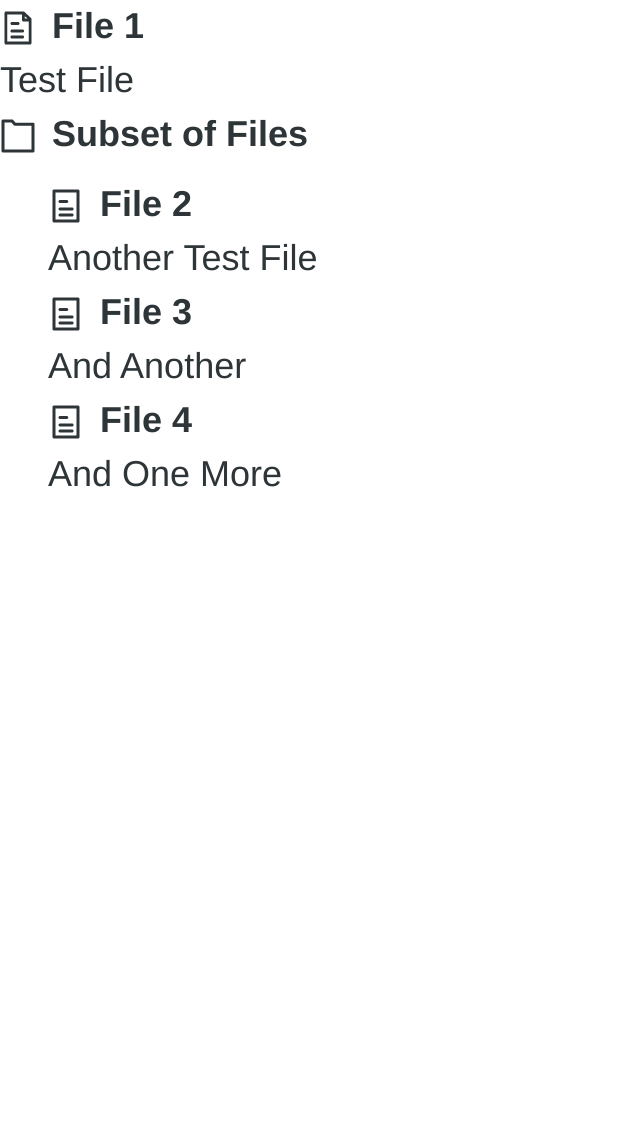 File 1
Test File
Subset of Files
File 2
Another Test File
File 3
And Another
File 4
And One More